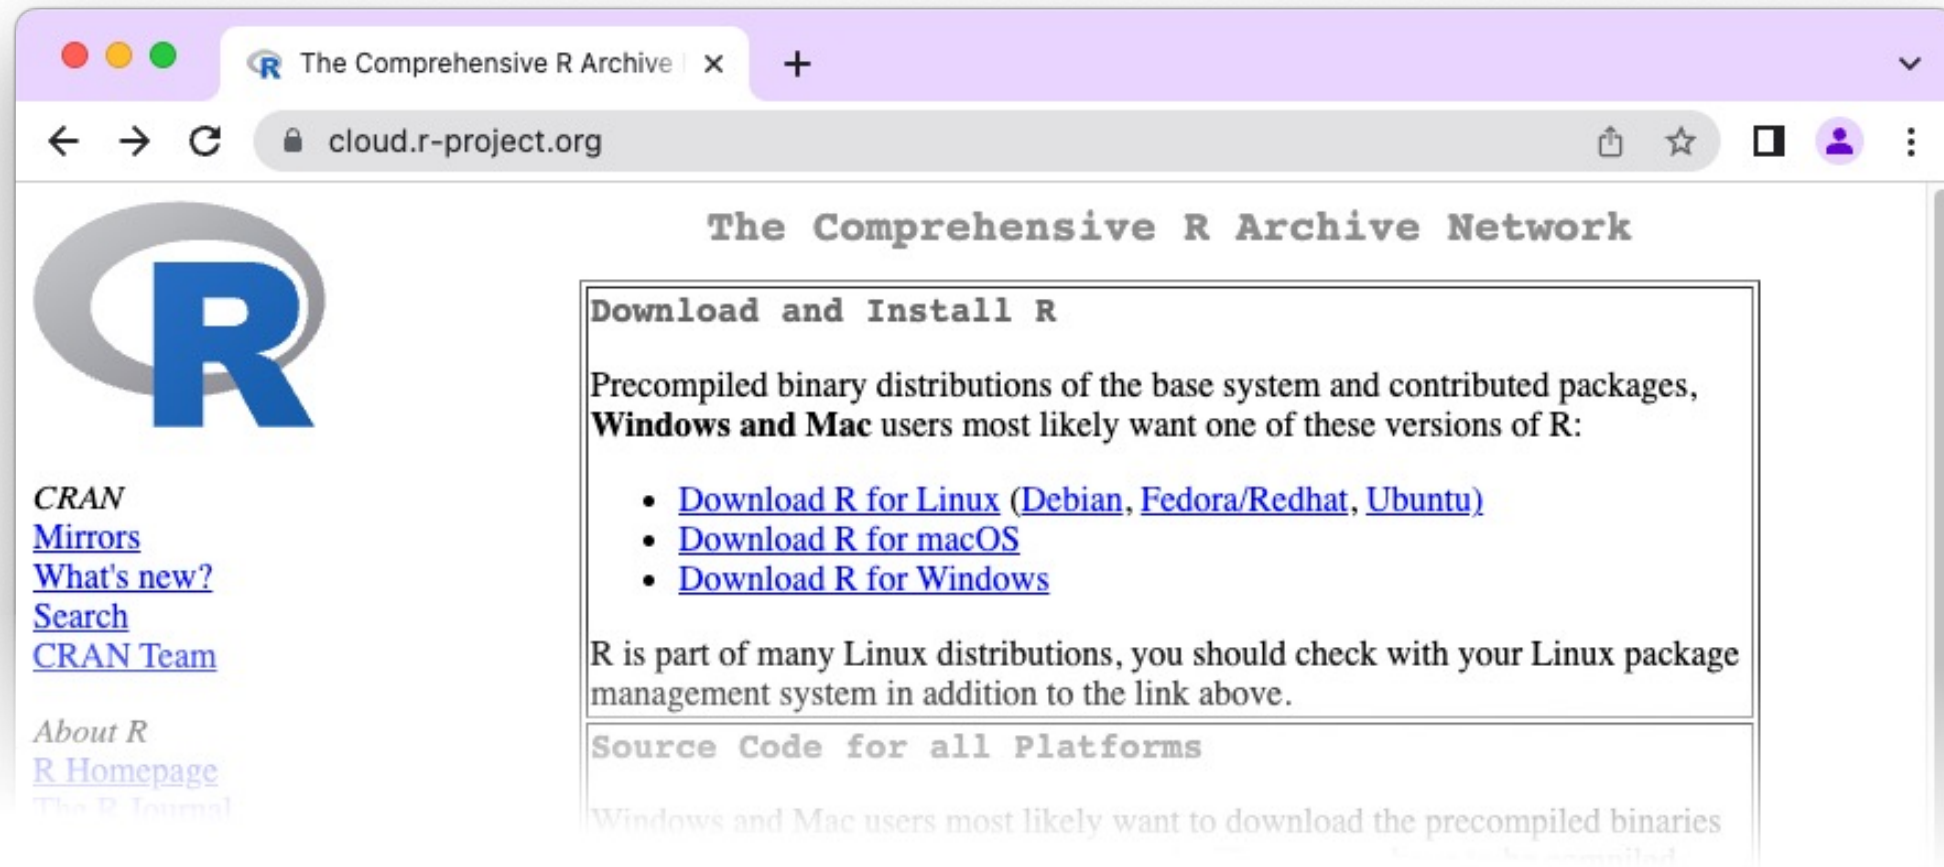 The Comprehensive R Archive
cloud.r-project.org
R
CRAN
Mirrors
What's new?
Search
CRAN Team
About R
R Homepage
The R Journal
The Comprehensive R Archive Network
Download and Install R
Precompiled binary distributions of the base system and contributed packages,
Windows and Mac users most likely want one of these versions of R:
• Download R for Linux (Debian, Fedora/Redhat, Ubuntu)
• Download R for macOS
• Download R for Windows
R is part of many Linux distributions, you should check with your Linux package
management system in addition to the link above.
Source Code for all Platforms
Windows and Mac users most likely want to download the precompiled binaries